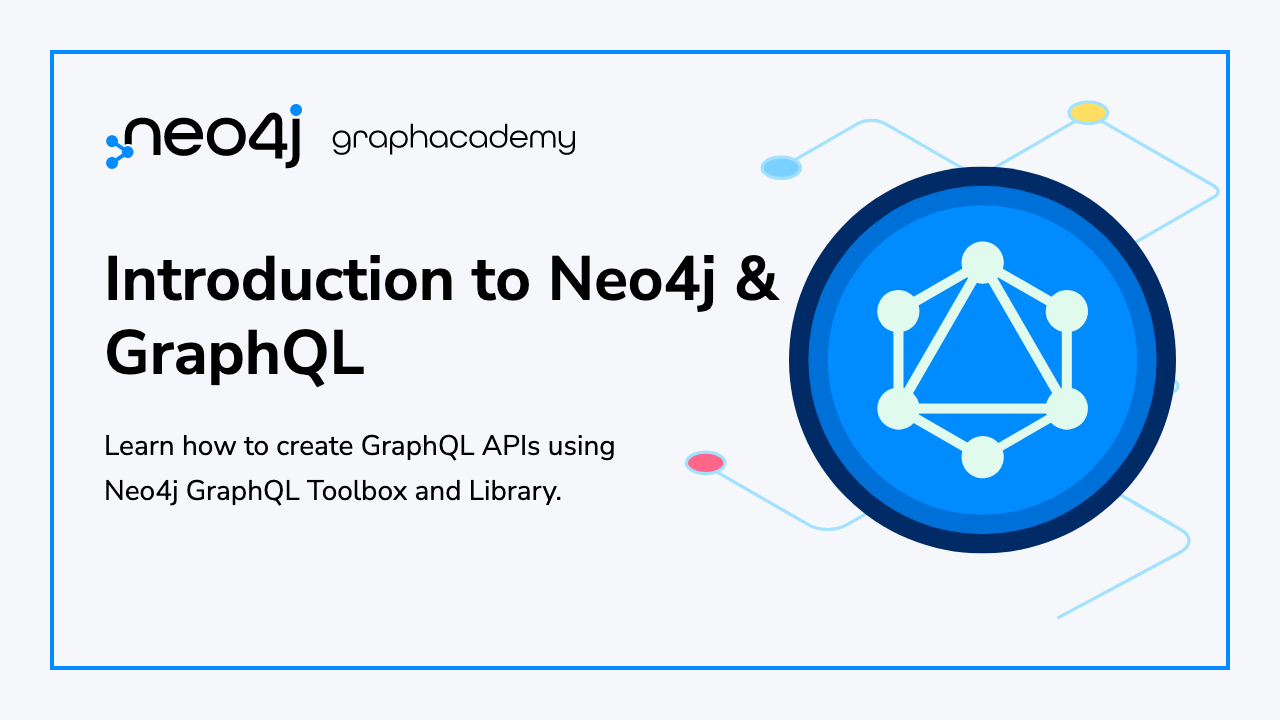 neo4j graphacademy
Introduction to Neo4j &
GraphQL
Learn how to create GraphQL APIs using
Neo4j GraphQL Toolbox and Library.